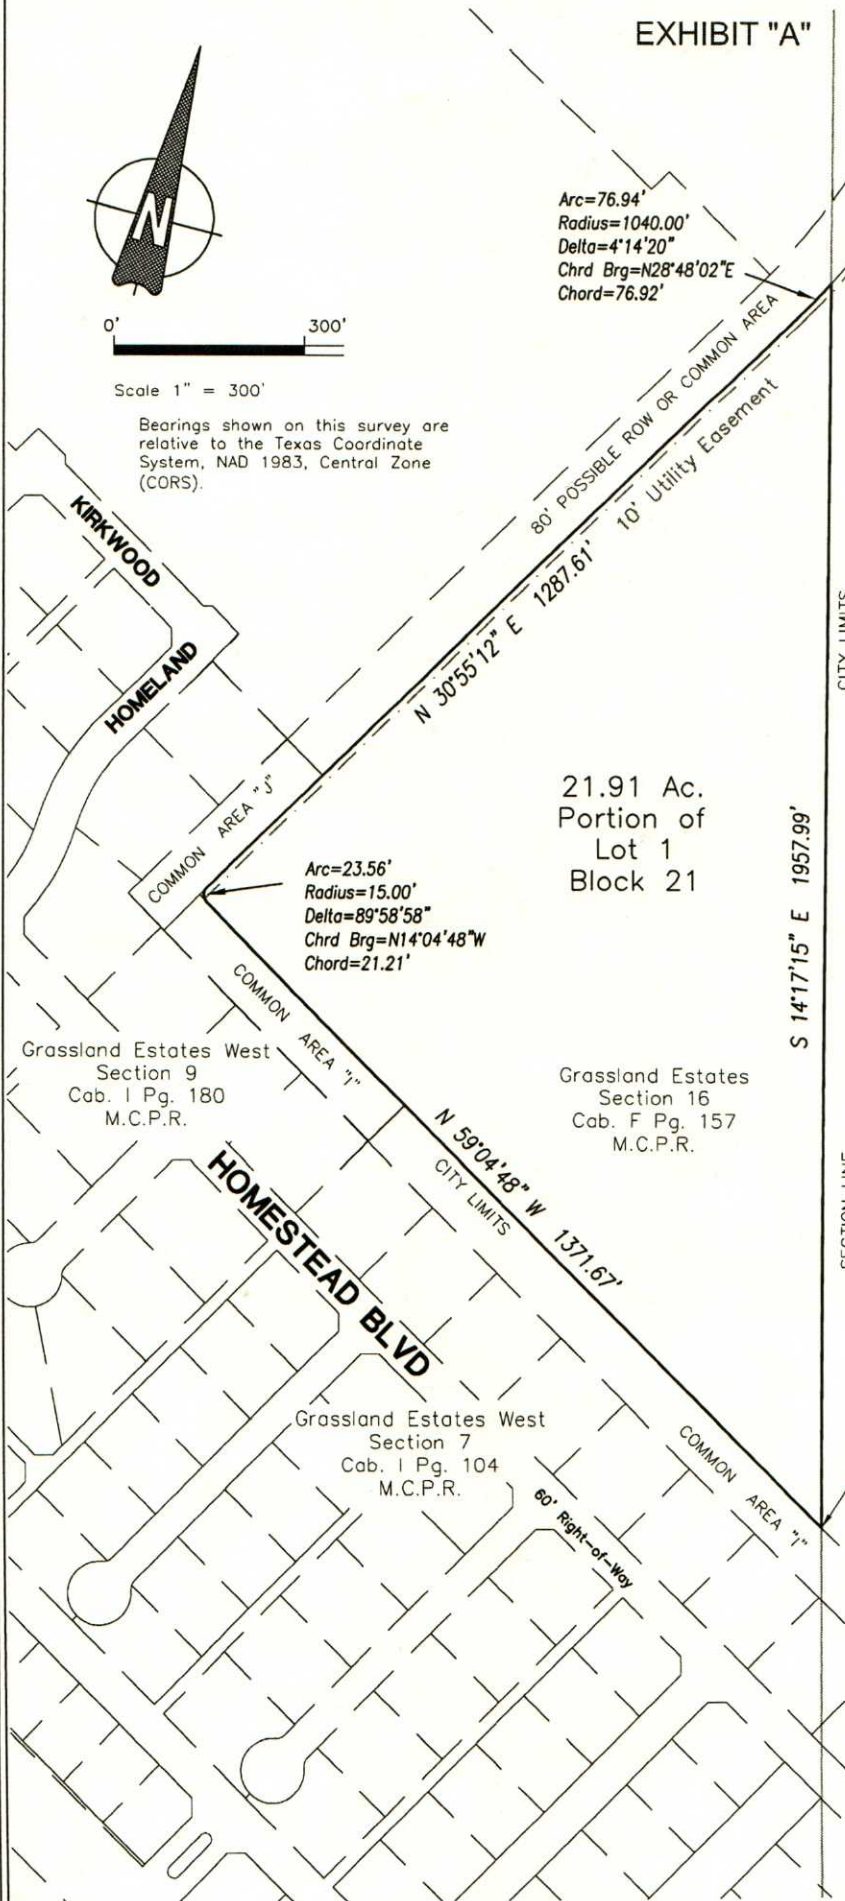 EXHIBIT "A"
N
Arc=76.94'
Radius=1040.00'
Delta=4°14'20"
Chrd Brg=N28°48'02"E
Chord=76.92'
0'
300'
Scale 1" = 300'
Bearings shown on this survey are
relative to the Texas Coordinate
System, NAD 1983, Central Zone
(CORS).
80' POSSIBLE ROW OR COMMON AREA
10' Utility Easement
KIRKWOOD
N 30°55'12" E 1287.61'
CITY LIMITS
HOMELAND
COMMON AREA "J"
21.91 Ac.
Portion of
Lot 1
Block 21
S 14°17'15" E 1957.99'
Arc=23.56'
Radius=15.00'
Delta=89°58'58"
Chrd Brg=N14°04'48"W
Chord=21.21'
COMMON AREA "I"
Grassland Estates West
Section 9
Cab. I Pg. 180
M.C.P.R.
Grassland Estates
Section 16
Cab. F Pg. 157
M.C.P.R.
N 59°04'48" W 1371.67'
CITY LIMITS
SECTION LINE
HOMESTEAD BLVD
Grassland Estates West
Section 7
Cab. I Pg. 104
M.C.P.R.
COMMON AREA "I"
60' Right-of-Way